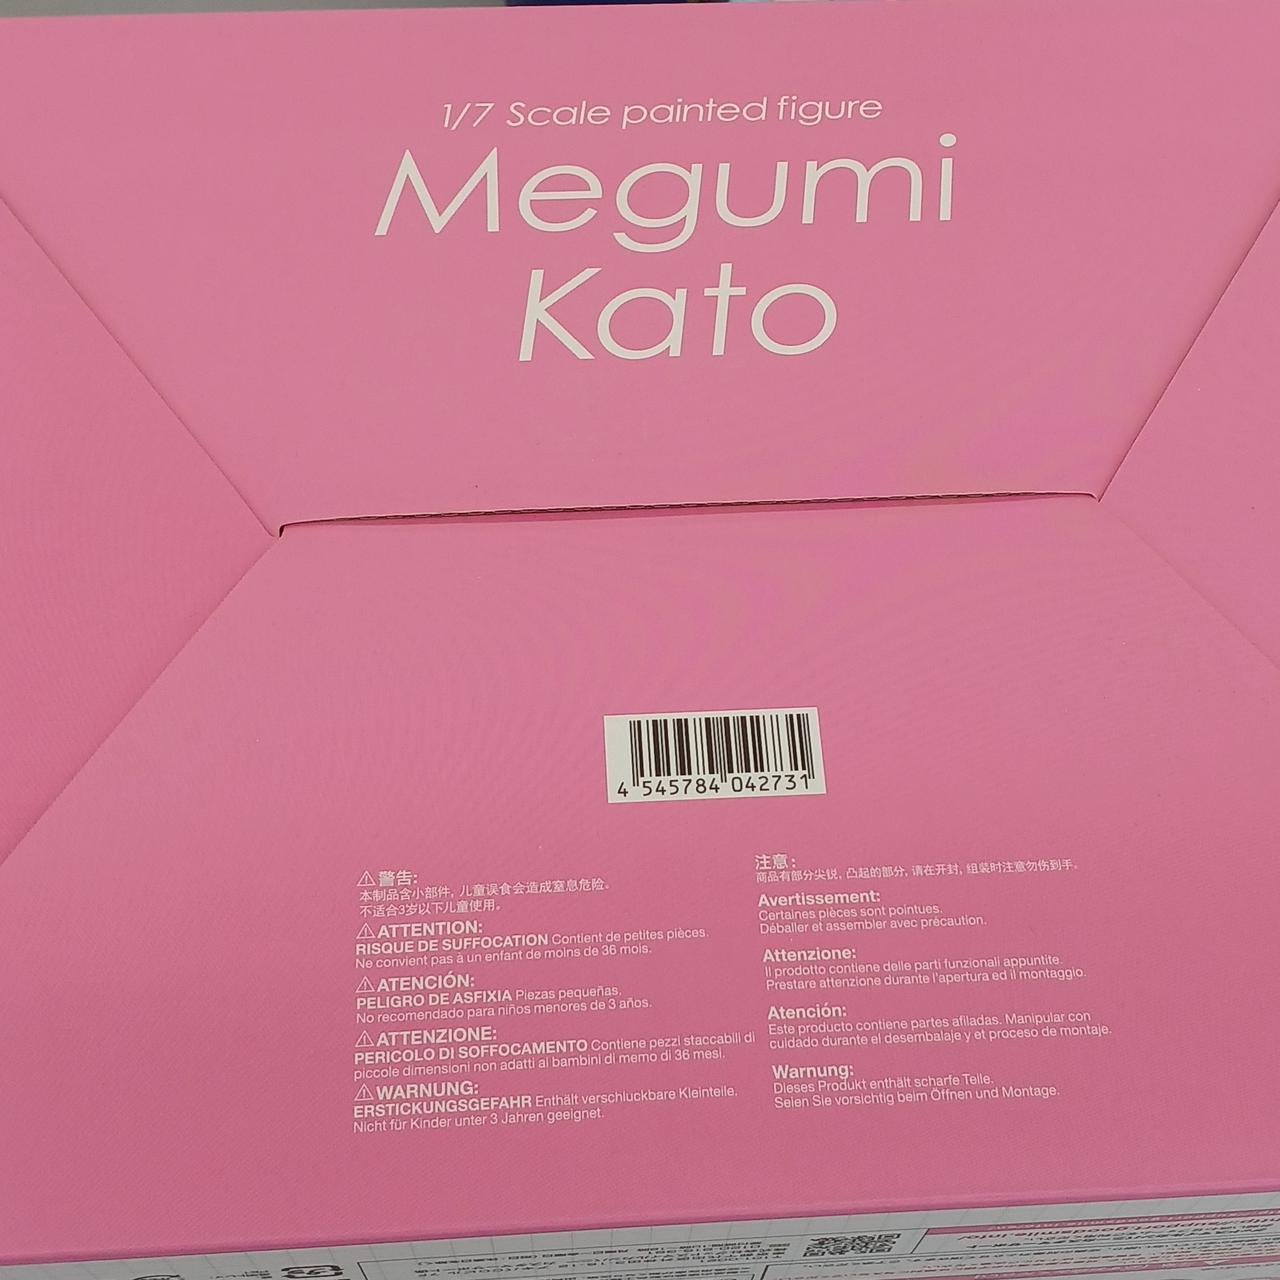 1/7 Scale painted figure
Megumi
Kato
4 545784 042731
⚠警告:
本制品含小部件, 儿童误食会造成窒息危险。
不适合3岁以下儿童使用。
⚠ATTENTION:
RISQUE DE SUFFOCATION Contient de petites pièces.
Ne convient pas à un enfant de moins de 36 mois.
⚠ATENCIÓN:
PELIGRO DE ASFIXIA Piezas pequeñas.
No recomendado para niños menores de 3 años.
⚠ATTENZIONE:
PERICOLO DI SOFFOCAMENTO Contiene pezzi staccabili di
piccole dimensioni non adatti ai bambini di memo di 36 mesi.
⚠WARNUNG:
ERSTICKUNGSGEFAHR Enthält verschluckbare Kleinteile.
Nicht für Kinder unter 3 Jahren geeignet.
注意:
商品有部分尖锐, 凸起的部分, 请在开封, 组装时注意勿伤到手。
Avertissement:
Certaines pièces sont pointues.
Déballer et assembler avec précaution.
Attenzione:
Il prodotto contiene delle parti funzionali appuntite.
Prestare attenzione durante l'apertura ed il montaggio.
Atención:
Este producto contiene partes afiladas. Manipular con
cuidado durante el desembalaje y et proceso de montaje.
Warnung:
Dieses Produkt enthält scharfe Teile.
Seien Sie vorsichtig beim Öffnen und Montage.